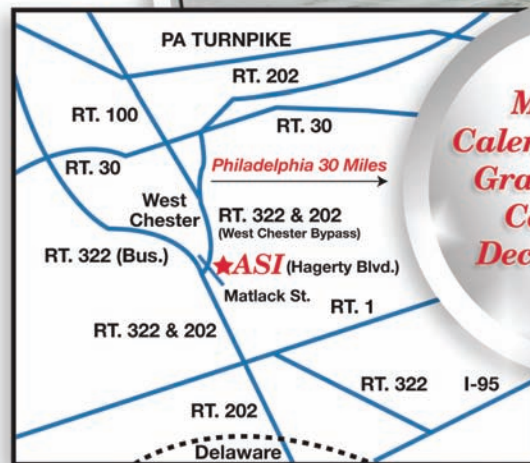 PA TURNPIKE
RT. 202
RT. 100
RT. 30
RT. 30
Philadelphia 30 Miles
West
Chester
RT. 322 & 202
(West Chester Bypass)
RT. 322 (Bus.)
ASI (Hagerty Blvd.)
Matlack St.
RT. 1
RT. 322 & 202
RT. 322
I-95
RT. 202
Delaware